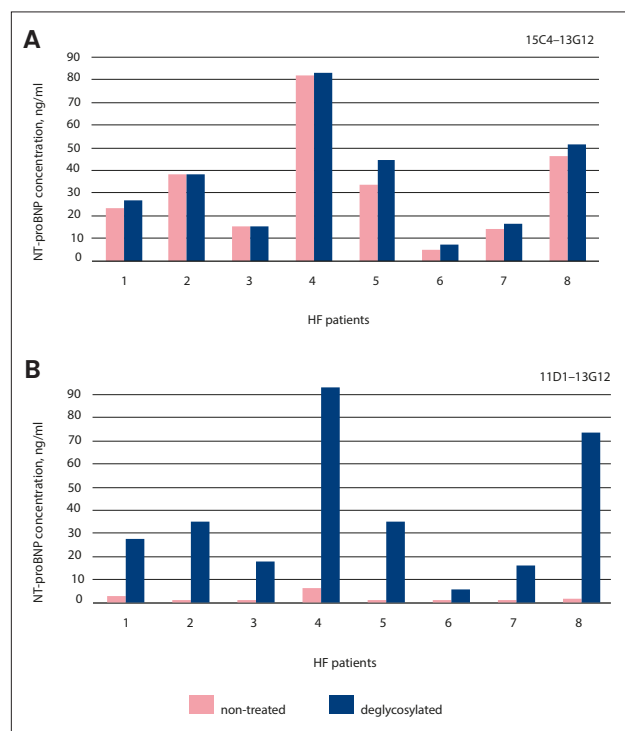 A
15C4–13G12
NT-proBNP concentration, ng/ml
90
80
70
60
50
40
30
20
10
0
1 2 3 4 5 6 7 8
HF patients
B
11D1–13G12
NT-proBNP concentration, ng/ml
90
80
70
60
50
40
30
20
10
0
1 2 3 4 5 6 7 8
HF patients
non-treated deglycosylated